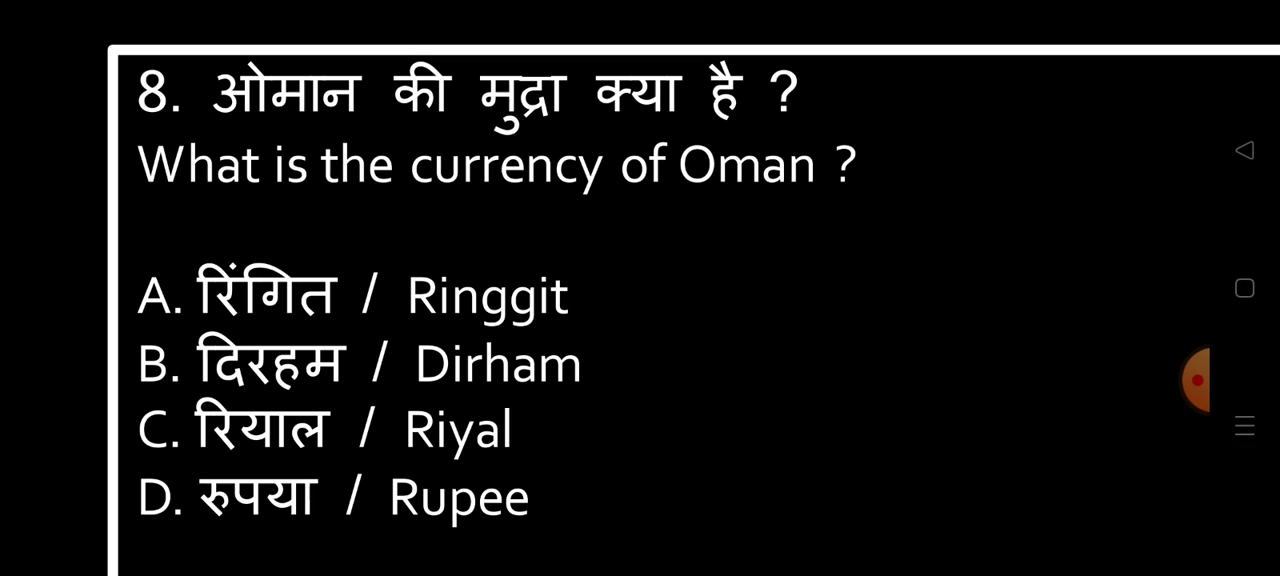 8. ओमान की मुद्रा क्या है ?
What is the currency of Oman ?
A. रिंगित / Ringgit
B. दिरहम / Dirham
C. रियाल / Riyal
D. रुपया / Rupee